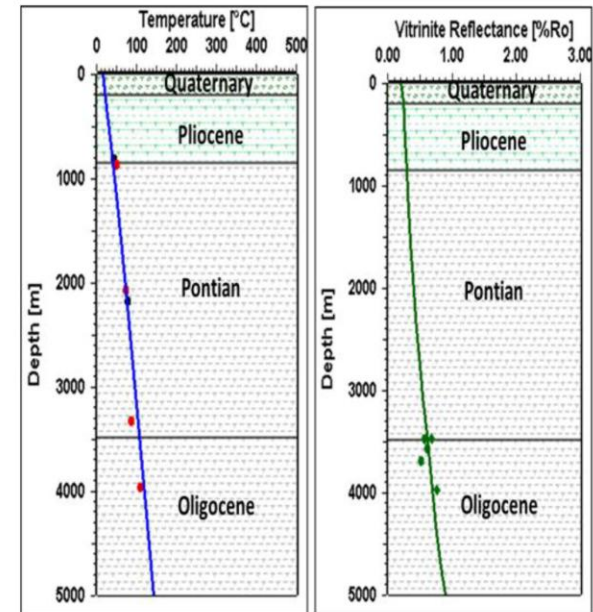 Temperature [°C]
0 100 200 300 400 500
0
1000
2000
3000
4000
5000
Depth [m]
Quaternary
Pliocene
Pontian
Oligocene
Vitrinite Reflectance [%Ro]
0.00 1.00 2.00 3.00
0
1000
2000
3000
4000
5000
Depth [m]
Quaternary
Pliocene
Pontian
Oligocene